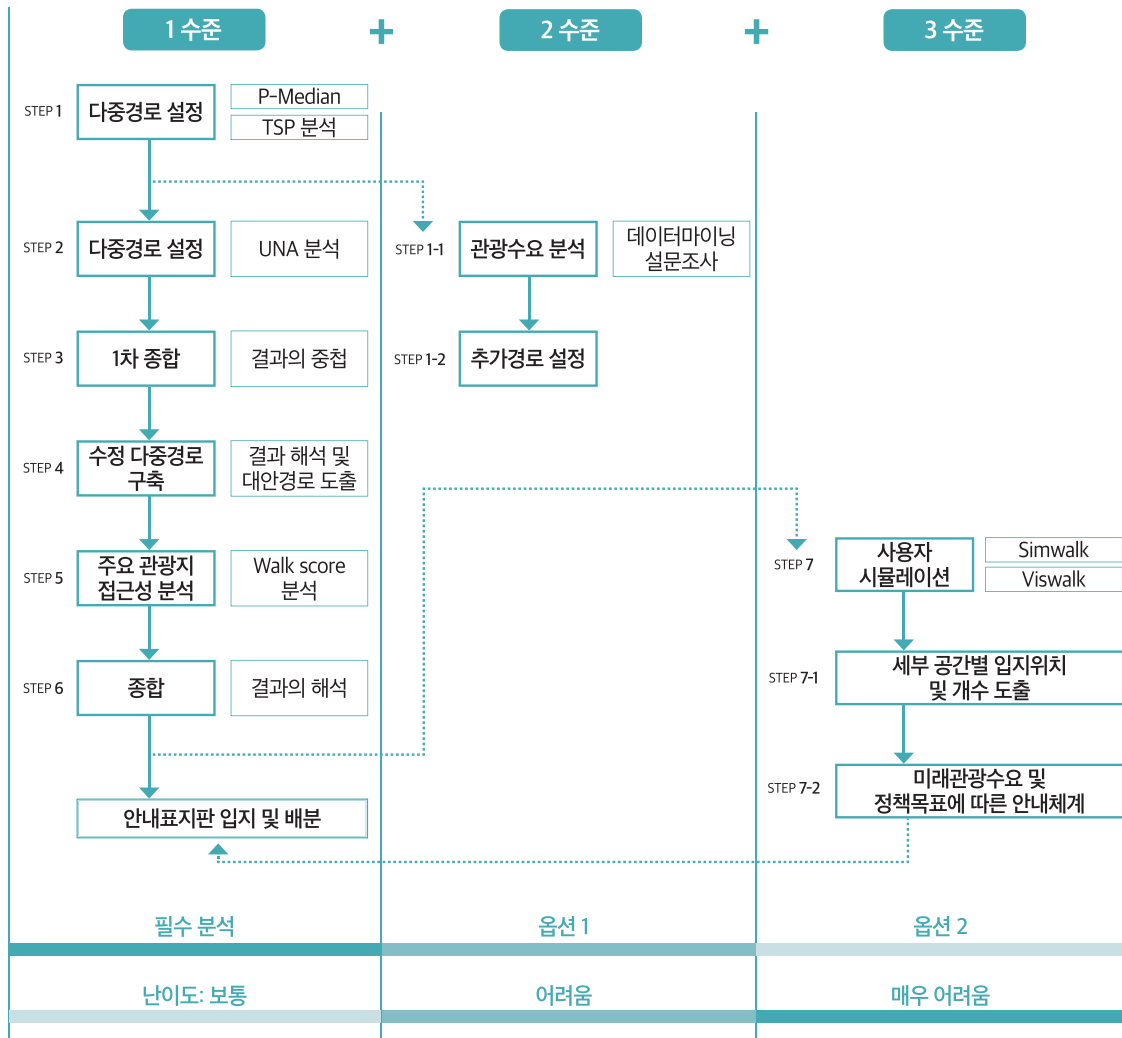 1 수준
+
2 수준
+
3 수준
STEP 1
다중경로 설정
P-Median
TSP 분석
STEP 2
다중경로 설정
UNA 분석
STEP 1-1
관광수요 분석
데이터마이닝
설문조사
STEP 3
1차 종합
결과의 중첩
STEP 1-2
추가경로 설정
STEP 4
수정 다중경로
구축
결과 해석 및
대안경로 도출
STEP 5
주요 관광지
접근성 분석
Walk score
분석
STEP 7
사용자
시뮬레이션
Simwalk
Viswalk
STEP 6
종합
결과의 해석
STEP 7-1
세부 공간별 입지위치
및 개수 도출
STEP 7-2
미래관광수요 및
정책목표에 따른 안내체계
안내표지판 입지 및 배분
필수 분석
옵션 1
옵션 2
난이도: 보통
어려움
매우 어려움